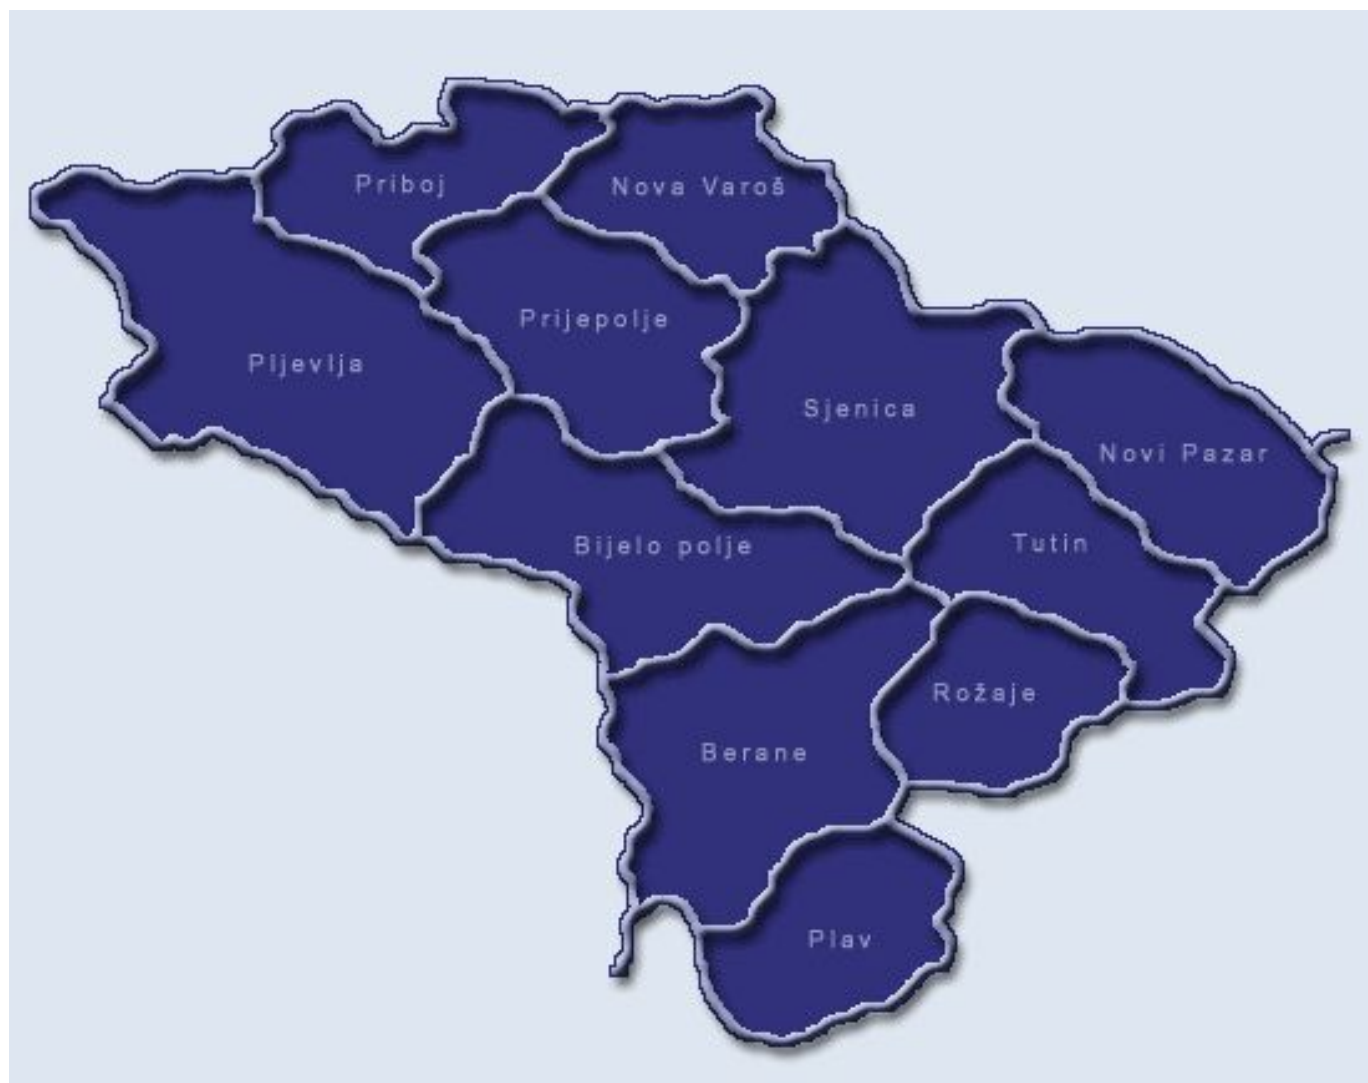 Priboj
Nova Varoš
Prijepolje
Pljevlja
Sjenica
Novi Pazar
Bijelo polje
Tutin
Rožaje
Berane
Plav